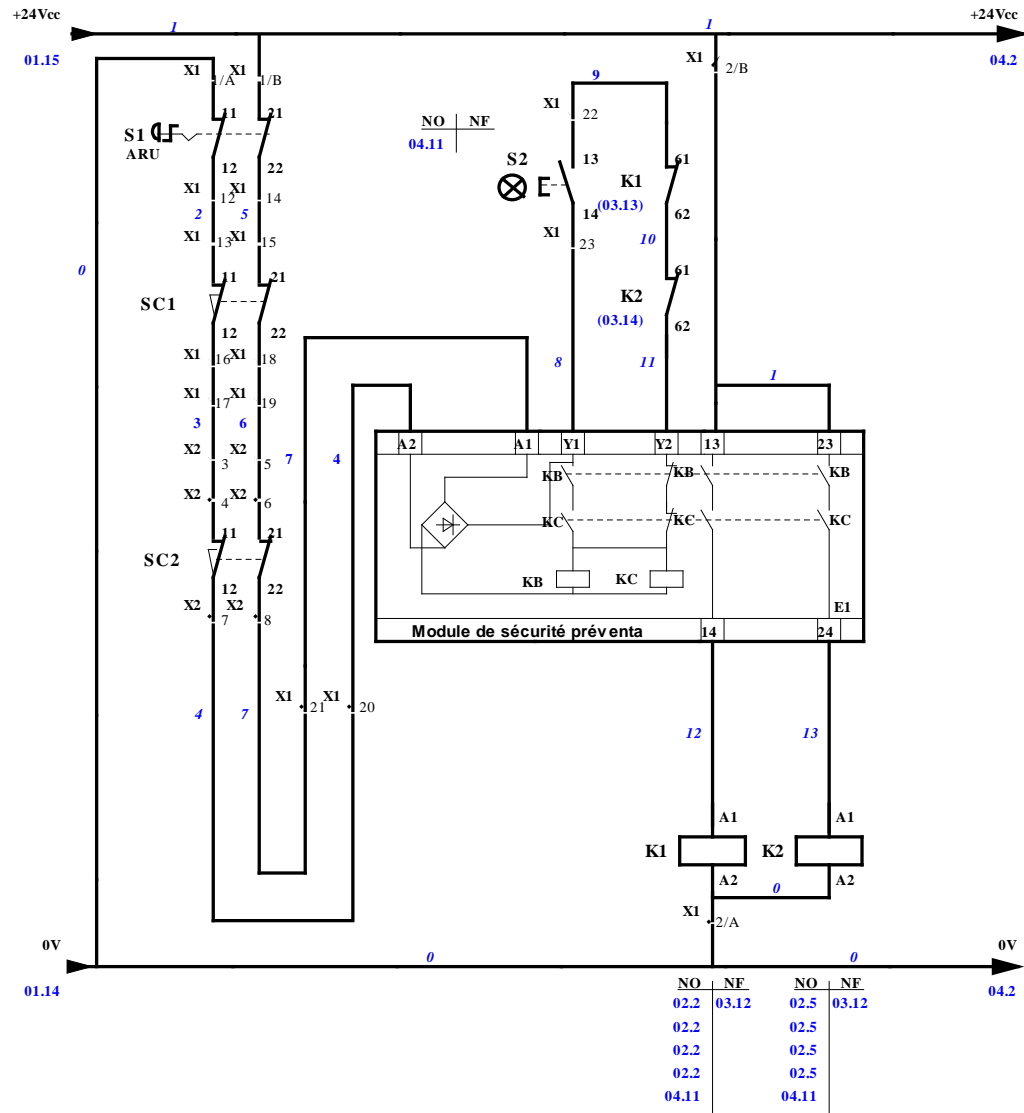 +24Vcc 1 1 +24Vcc
01.15 04.2
X1 1/A X1 1/B X1 2/B
9
X1 22
NO NF
04.11
S1 11 21
ARU
12 22
S2 13 61
K1
(03.13)
14 62
X1 12 X1 14
2 5
X1 13 X1 15
X1 23
10
0
SC1 11 21
12 22
K2 61
(03.14)
62
X1 16 X1 18
8 11 1
X1 17 X1 19
3 6
X2 3 X2 5
7 4
X2 4 X2 6
A2 A1 Y1 Y2 13 23
KB KB KB
KC KC KC
KB KC
SC2 11 21
12 22
X2 7 X2 8
E1
Module de sécurité préventa 14 24
X1 21 X1 20
4 7
12 13
A1 A1
K1 K2
A2 A2
0
X1 2/A
0V 0 0 0V
01.14 04.2
NO NF NO NF
02.2 03.12 02.5 03.12
02.2 02.5
02.2 02.5
02.2 02.5
04.11 04.11